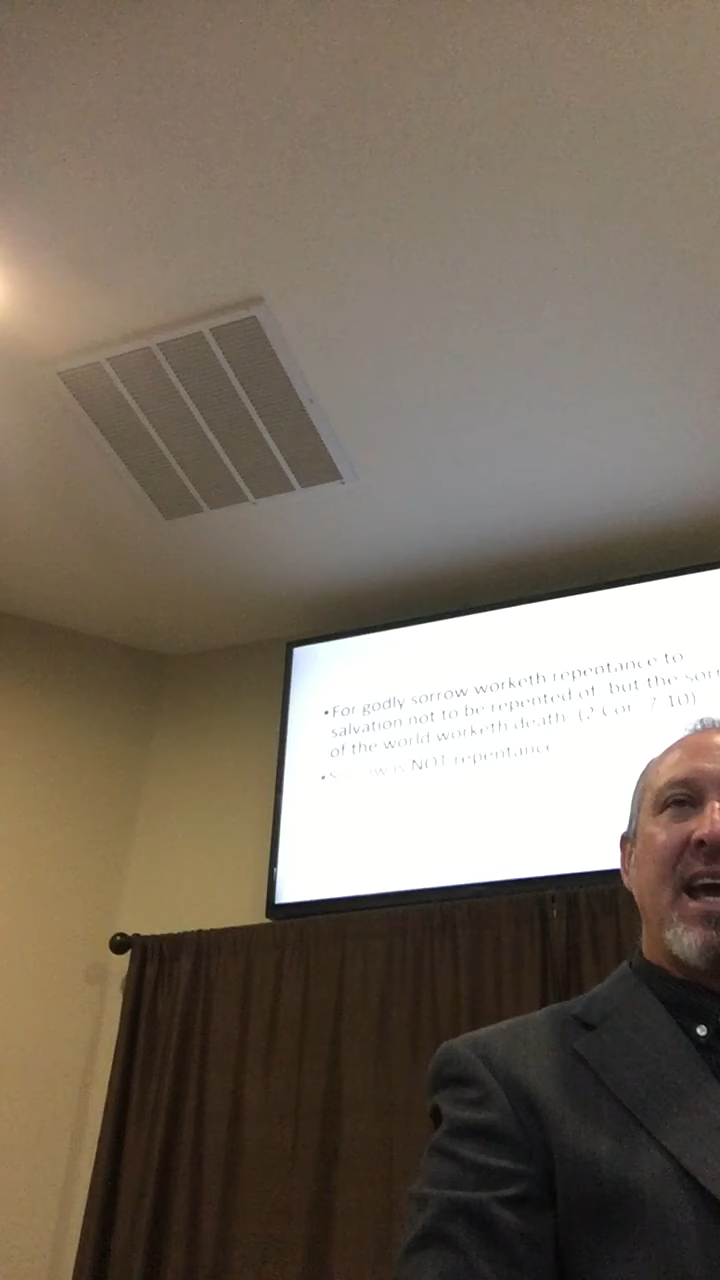 •For godly sorrow worketh repentance to
salvation not to be repented of: but the
of the world worketh death. (2 Cor. 7:10)
NOT repentance